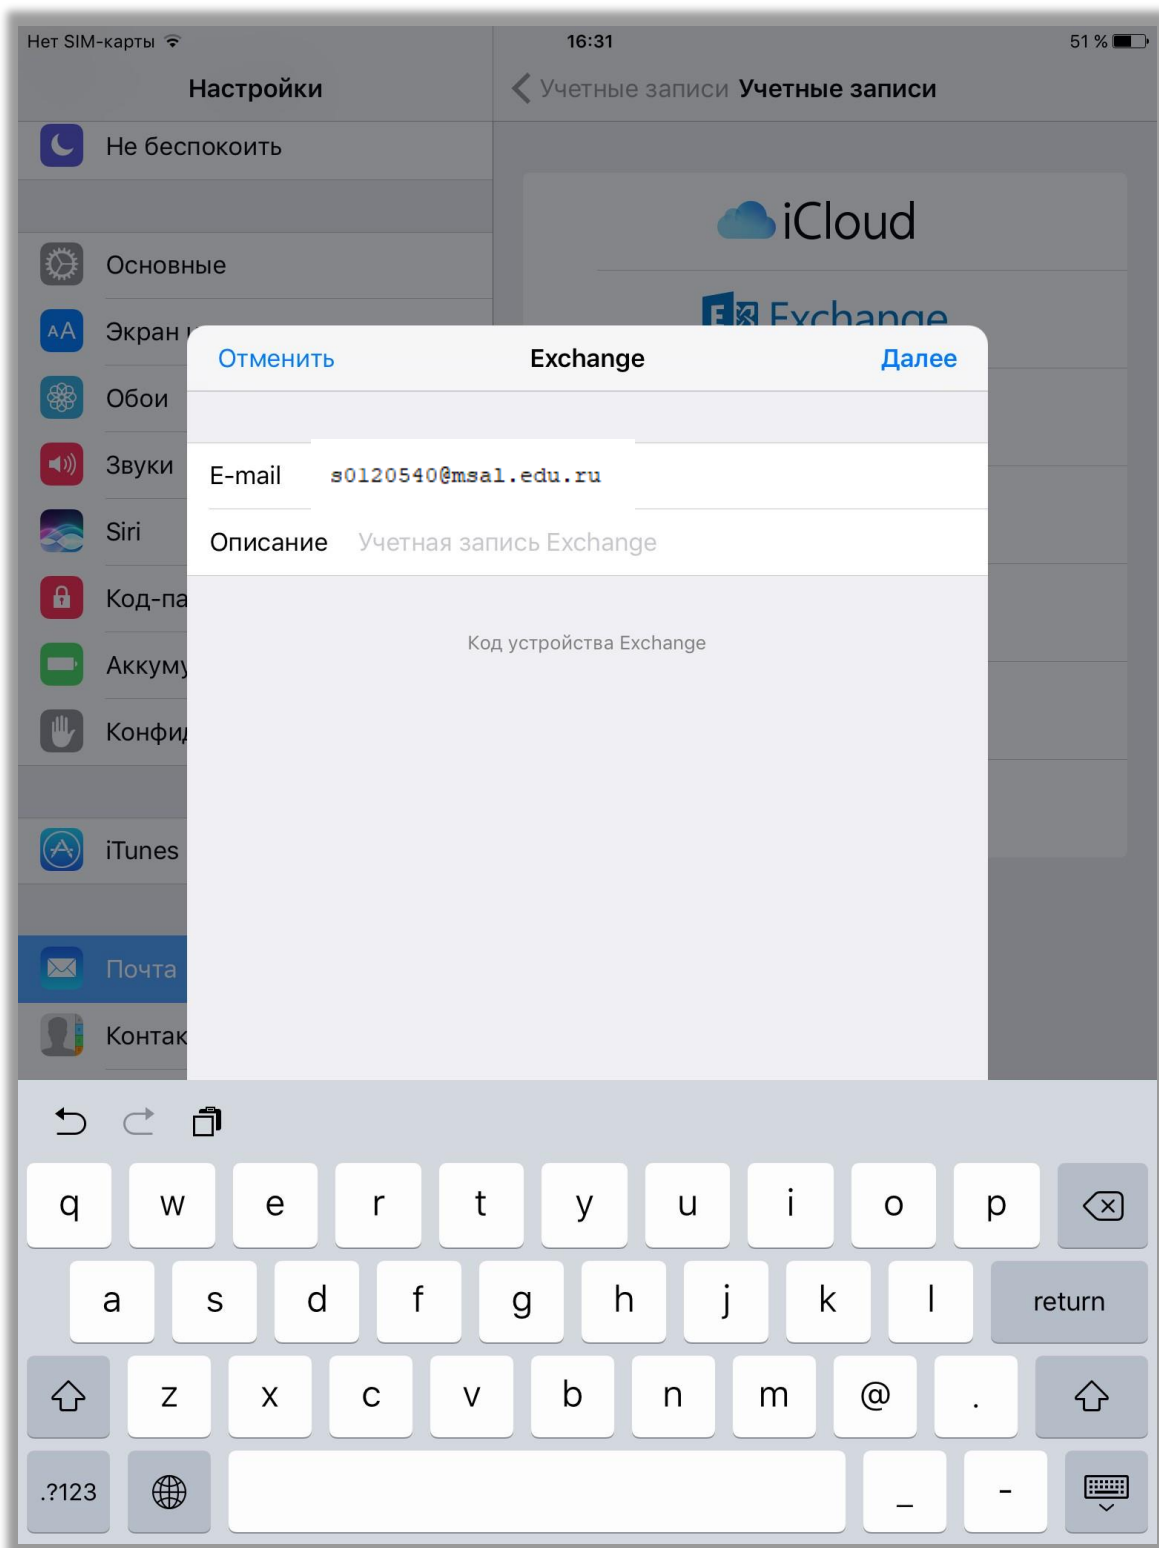 Нет SIM-карты 16:31 51 %
Настройки
Учетные записи Учетные записи
Не беспокоить
iCloud
Основные
Exchange
Экран
Отменить Exchange Далее
Обои
Звуки
E-mail s0120540@msal.edu.ru
Siri
Описание Учетная запись Exchange
Код-па
Код устройства Exchange
Аккуму
Конфид
iTunes
Почта
Контак
q w e r t y u i o p
a s d f g h j k l return
z x c v b n m @ .
.?123 _ -